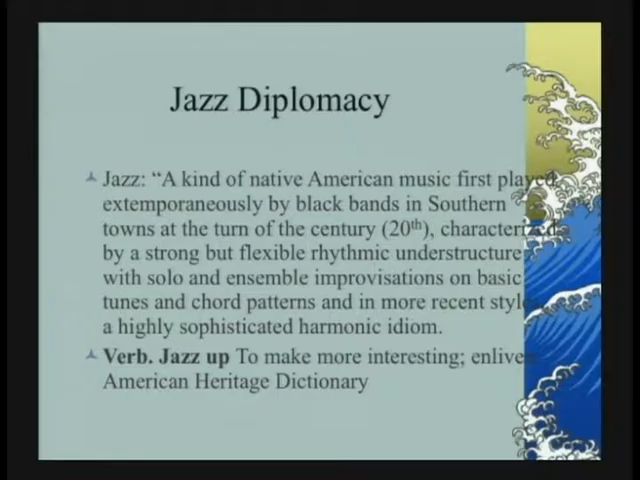 Jazz Diplomacy
Jazz: “A kind of native American music first played
extemporaneously by black bands in Southern
towns at the turn of the century (20th), characterized
by a strong but flexible rhythmic understructure
with solo and ensemble improvisations on basic
tunes and chord patterns and in more recent styles
a highly sophisticated harmonic idiom.
Verb. Jazz up To make more interesting; enliven
American Heritage Dictionary